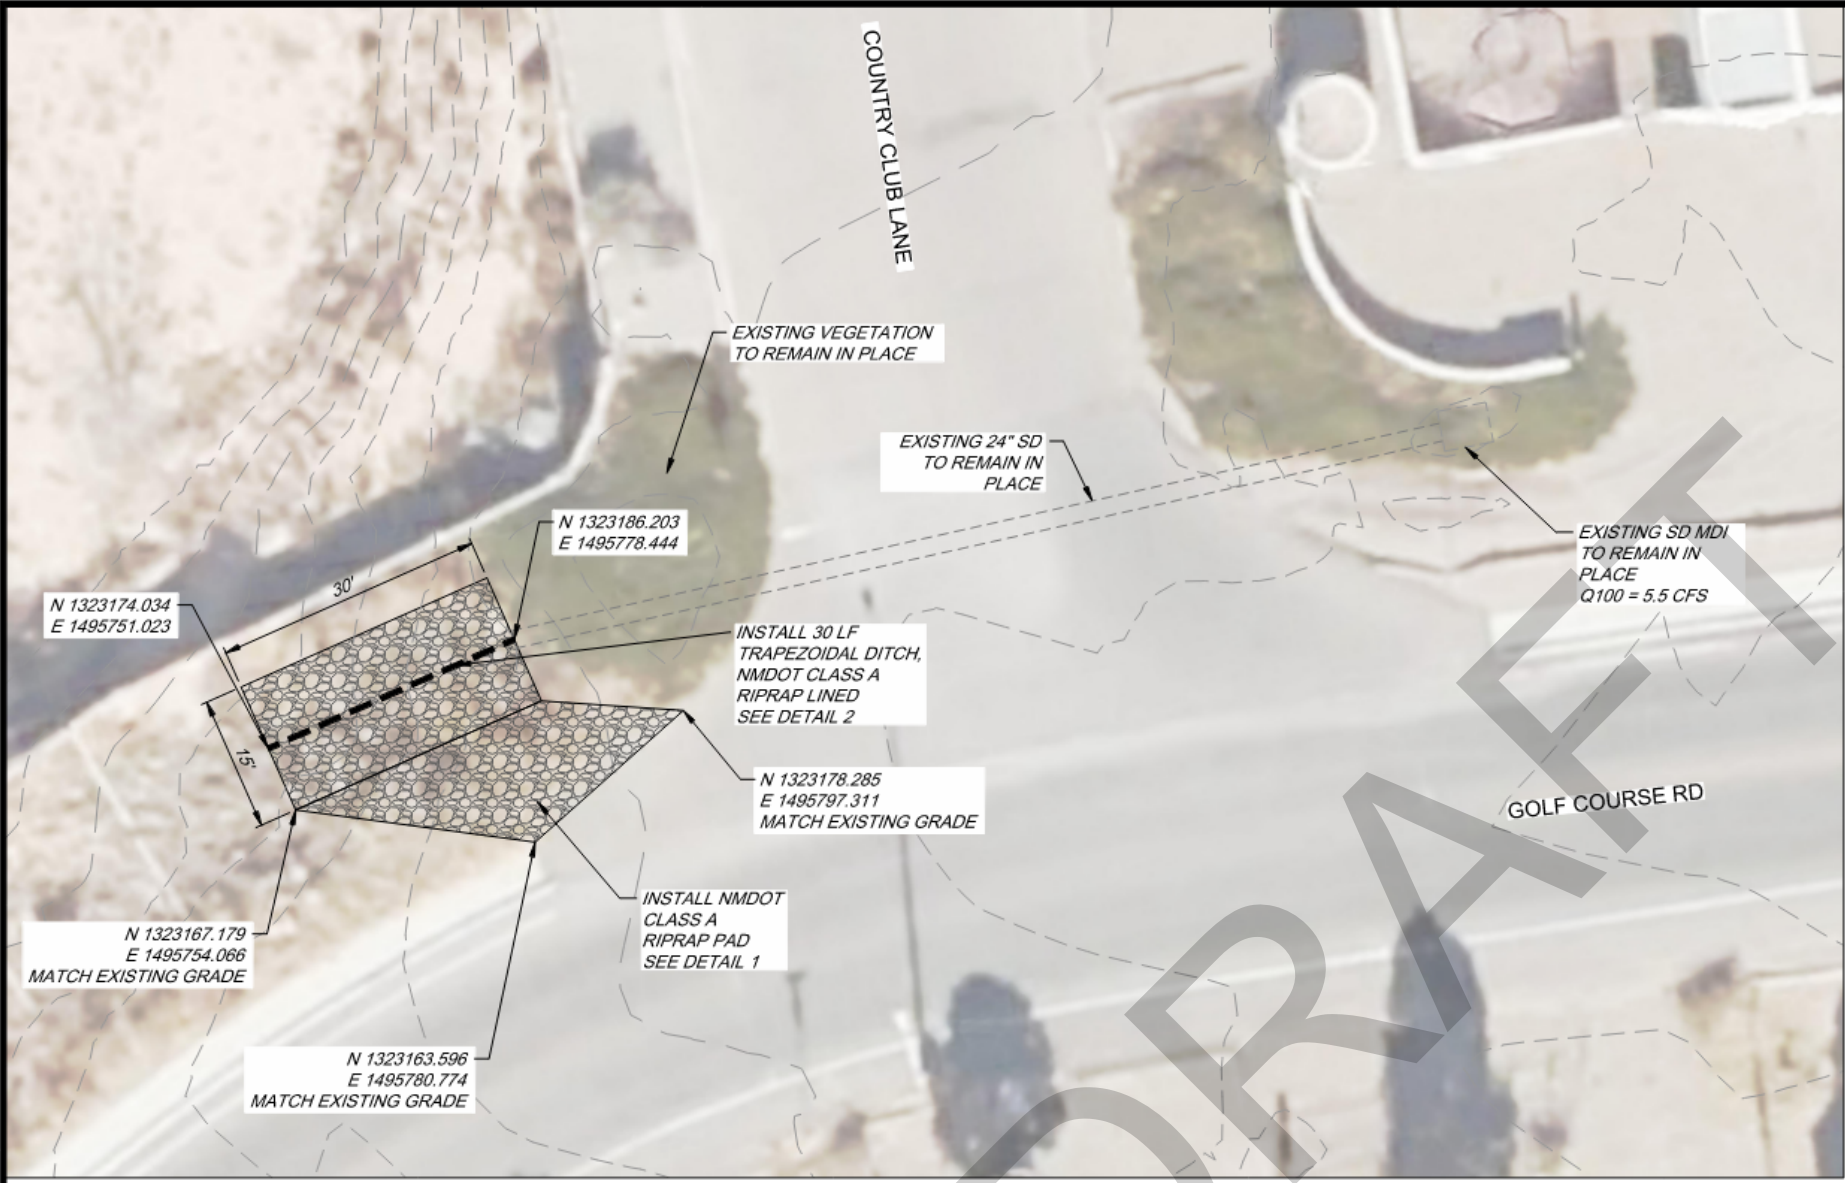 COUNTRY CLUB LANE
EXISTING VEGETATION
TO REMAIN IN PLACE
EXISTING 24" SD
TO REMAIN IN
PLACE
N 1323186.203
E 1495778.444
EXISTING SD MDI
TO REMAIN IN
PLACE
Q100 = 5.5 CFS
30'
N 1323174.034
E 1495751.023
INSTALL 30 LF
TRAPEZOIDAL DITCH,
NMDOT CLASS A
RIPRAP LINED
SEE DETAIL 2
15'
N 1323178.285
E 1495797.311
MATCH EXISTING GRADE
GOLF COURSE RD
INSTALL NMDOT
CLASS A
RIPRAP PAD
SEE DETAIL 1
N 1323167.179
E 1495754.066
MATCH EXISTING GRADE
N 1323163.596
E 1495780.774
MATCH EXISTING GRADE
DRAFT